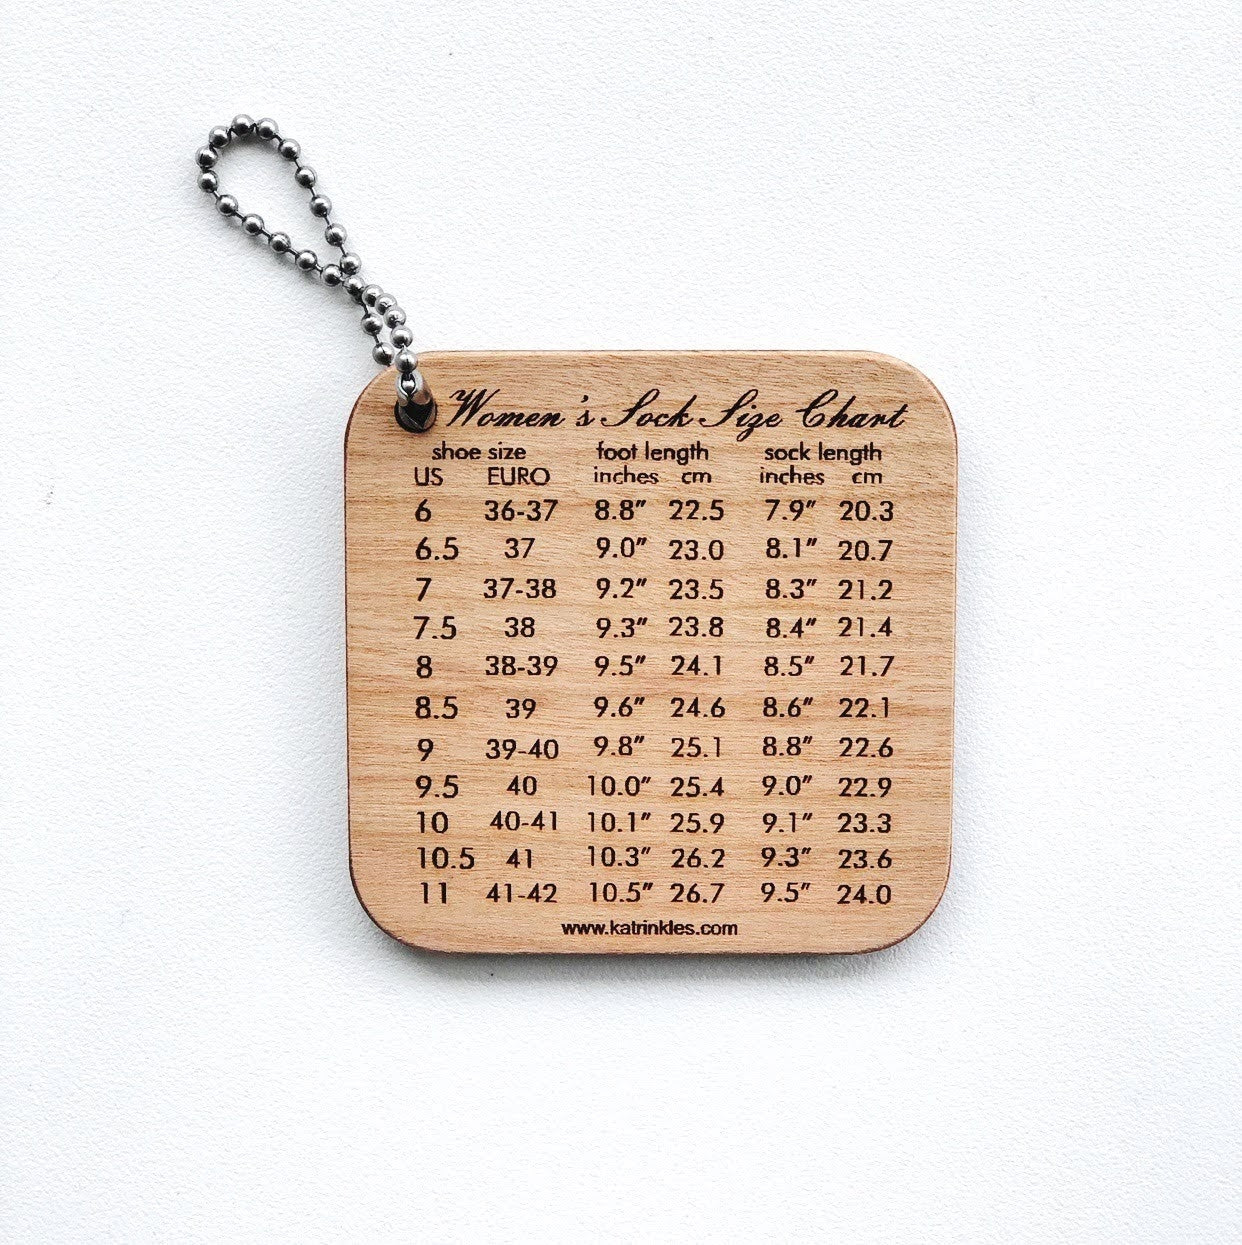 Women's Sock Size Chart
shoe size foot length sock length
US EURO inches cm inches cm
6 36-37 8.8" 22.5 7.9" 20.3
6.5 37 9.0" 23.0 8.1" 20.7
7 37-38 9.2" 23.5 8.3" 21.2
7.5 38 9.3" 23.8 8.4" 21.4
8 38-39 9.5" 24.1 8.5" 21.7
8.5 39 9.6" 24.6 8.6" 22.1
9 39-40 9.8" 25.1 8.8" 22.6
9.5 40 10.0" 25.4 9.0" 22.9
10 40-41 10.1" 25.9 9.1" 23.3
10.5 41 10.3" 26.2 9.3" 23.6
11 41-42 10.5" 26.7 9.5" 24.0
www.katrinkles.com